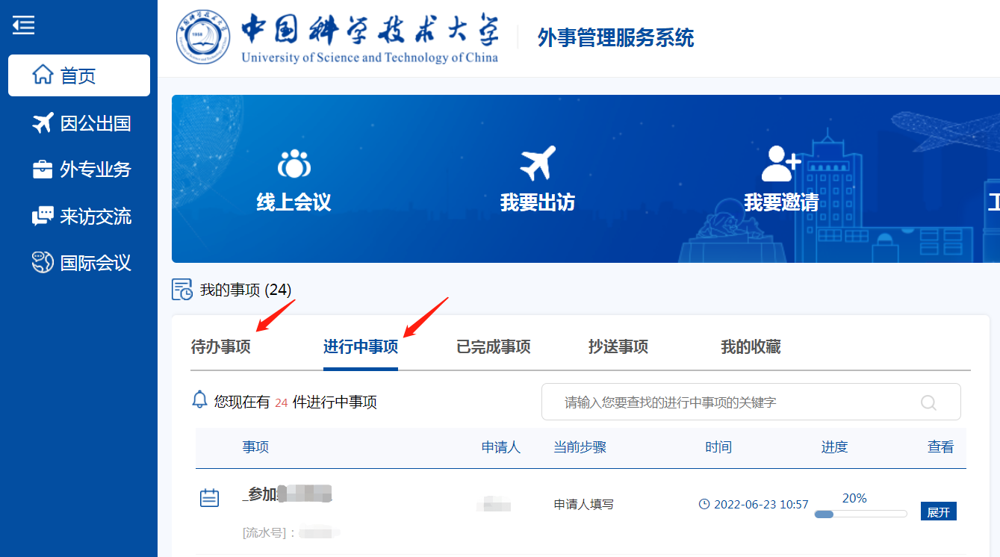 中国科学技术大学
University of Science and Technology of China
外事管理服务系统
首页
因公出国
外专业务
来访交流
国际会议
线上会议
我要出访
我要邀请
我的事项 (24)
待办事项
进行中事项
已完成事项
抄送事项
我的收藏
您现在有 24 件进行中事项
请输入您要查找的进行中事项的关键字
事项 申请人 当前步骤 时间 进度 查看
_参加
申请人填写
2022-06-23 10:57
20%
展开
[流水号]：